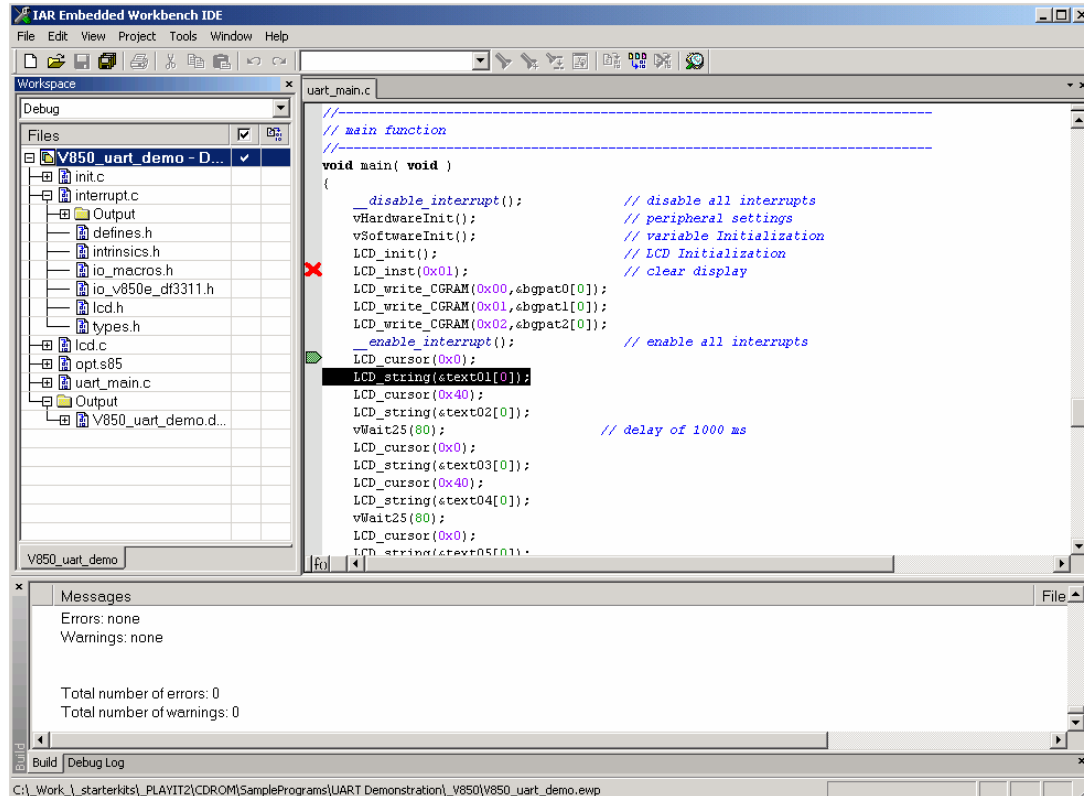 IAR Embedded Workbench IDE
File Edit View Project Tools Window Help
Workspace
Debug
Files
V850_uart_demo - D...
init.c
interrupt.c
Output
defines.h
intrinsics.h
io_macros.h
io_v850e_df3311.h
lcd.h
types.h
lcd.c
opt.s85
uart_main.c
Output
V850_uart_demo.d...
V850_uart_demo
uart_main.c
//-----------------------------------------------------------------------------
// main function
//-----------------------------------------------------------------------------
void main( void )
{
__disable_interrupt(); // disable all interrupts
vHardwareInit(); // peripheral settings
vSoftwareInit(); // variable Initialization
LCD_init(); // LCD Initialization
LCD_inst(0x01); // clear display
LCD_write_CGRAM(0x00,&bgpat0[0]);
LCD_write_CGRAM(0x01,&bgpat1[0]);
LCD_write_CGRAM(0x02,&bgpat2[0]);
__enable_interrupt(); // enable all interrupts
LCD_cursor(0x0);
LCD_string(&text01[0]);
LCD_cursor(0x40);
LCD_string(&text02[0]);
vWait25(80); // delay of 1000 ms
LCD_cursor(0x0);
LCD_string(&text03[0]);
LCD_cursor(0x40);
LCD_string(&text04[0]);
vWait25(80);
LCD_cursor(0x0);
LCD_string(&text05[0]);
fo
Messages File
Errors: none
Warnings: none
Total number of errors: 0
Total number of warnings: 0
Build
Build Debug Log
C:\_Work_\_starterkits\_PLAYIT2\CDROM\SamplePrograms\UART Demonstration\_V850\V850_uart_demo.ewp